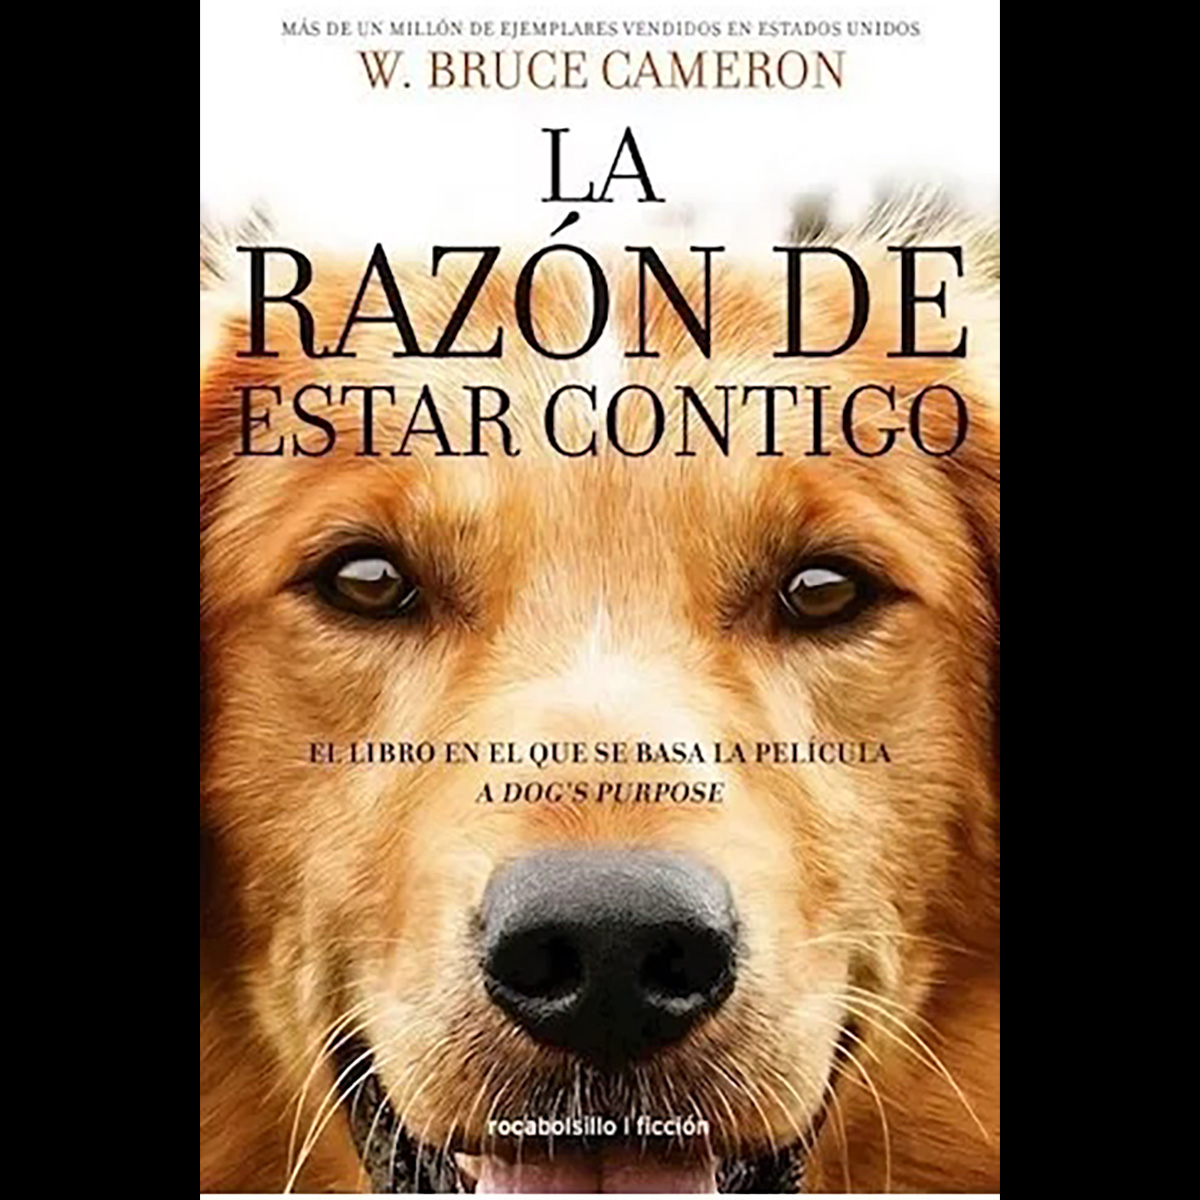 MÁS DE UN MILLÓN DE EJEMPLARES VENDIDOS EN ESTADOS UNIDOS
W. BRUCE CAMERON
LA
RAZÓN DE
ESTAR CONTIGO
EL LIBRO EN EL QUE SE BASA LA PELÍCULA
A DOG'S PURPOSE
rocabolsillo | ficción